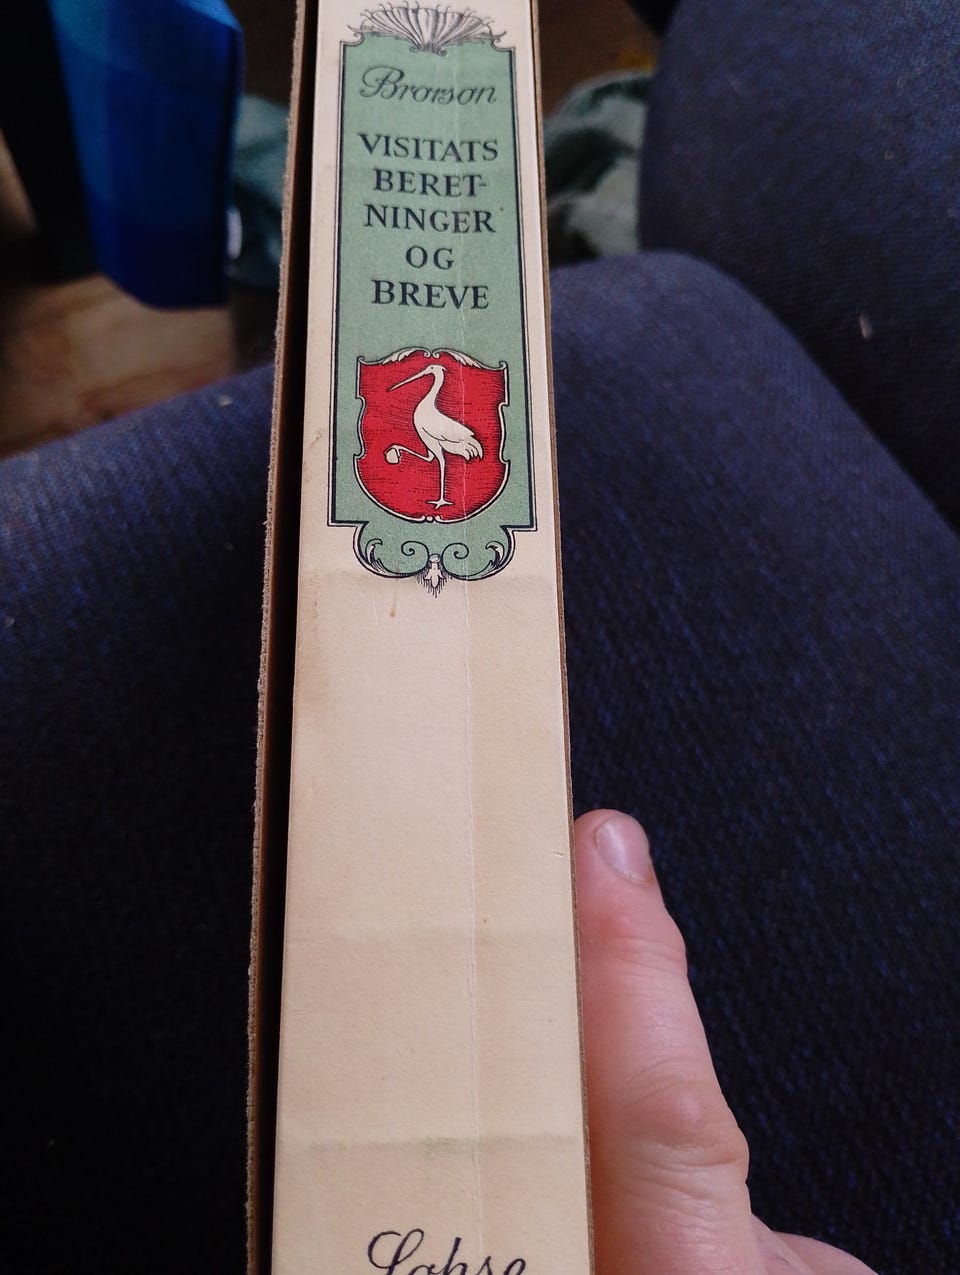 Brorson
VISITATS
BERET-
NINGER
OG
BREVE
Lohse